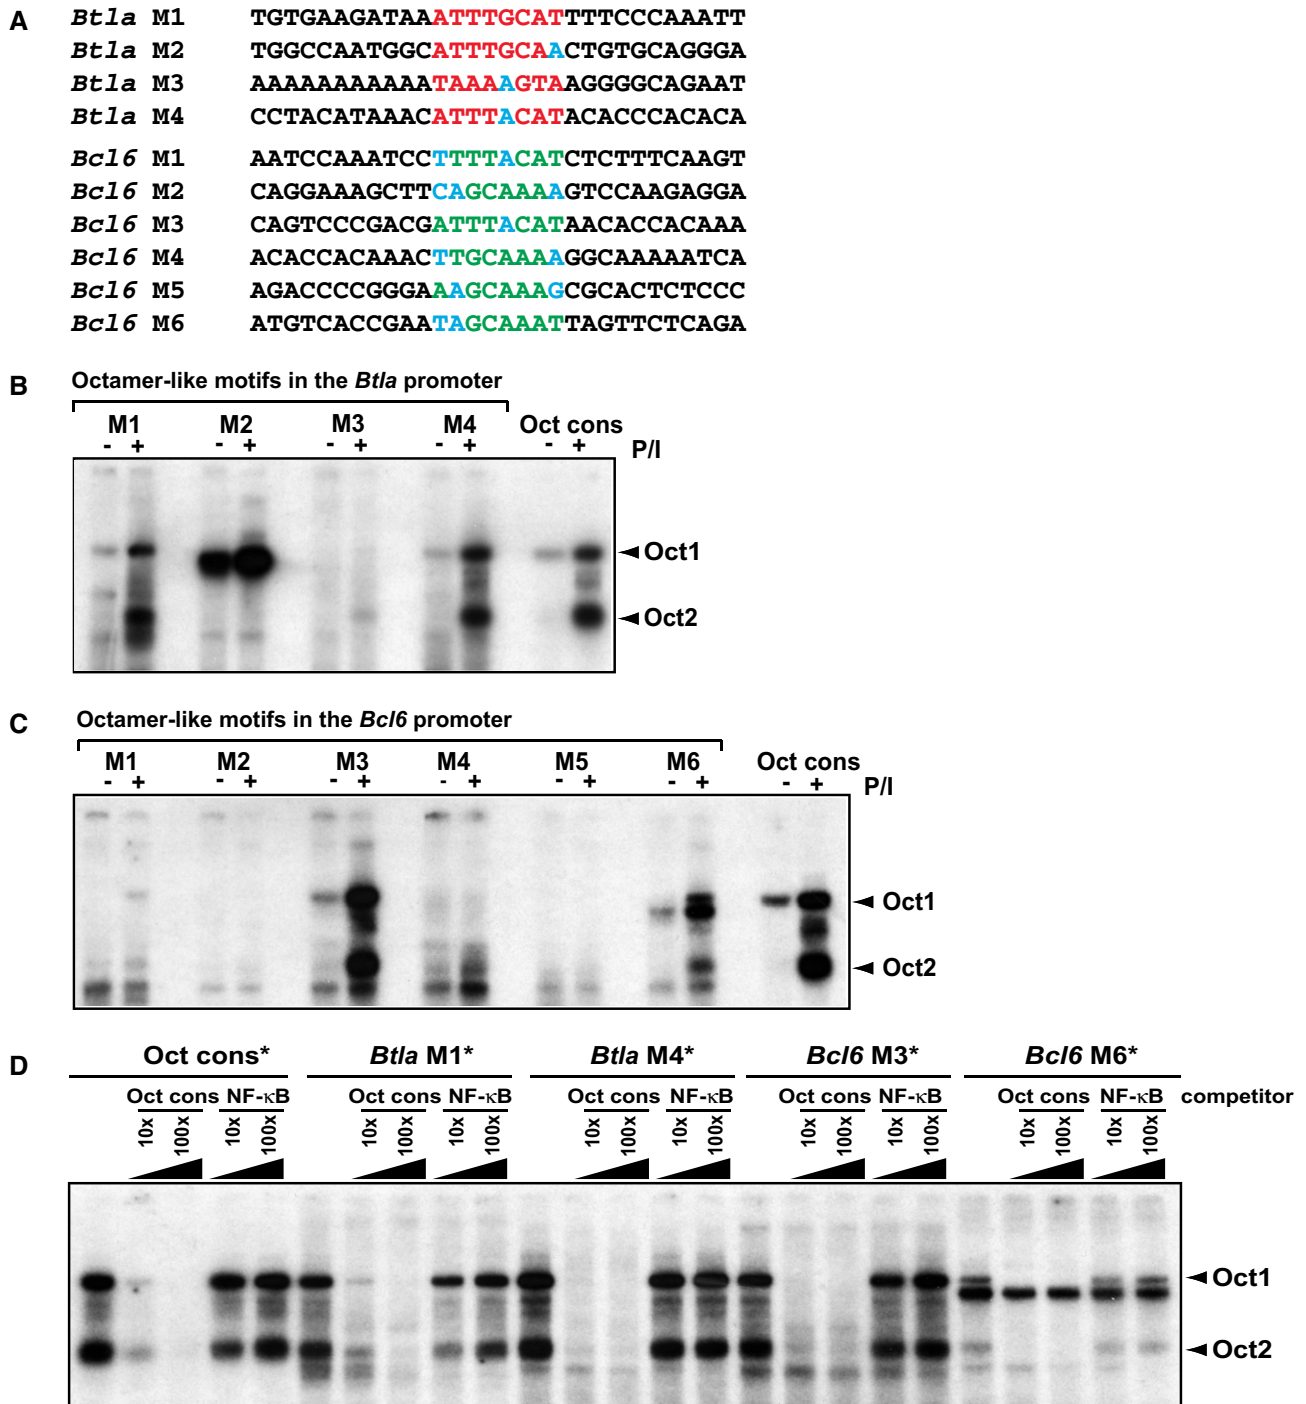 A
Btla M1 TGTGAAGATAAATTTGCATTTTCCCAAATT
Btla M2 TGGCCAATGGCATTTGCAACTGTGCAGGGA
Btla M3 AAAAAAAAAAATAAAAGTAAGGGGCAGAAT
Btla M4 CCTACATAAACATTTACATACACCCACACA
Bcl6 M1 AATCCAAATCCTTTTACATCTCTTTCAAGT
Bcl6 M2 CAGGAAAGCTTCAGCAAAAGTCCAAGAGGA
Bcl6 M3 CAGTCCCGACGATTTACATAACACCACAAA
Bcl6 M4 ACACCACAAACTTGCAAAAGGCAAAAATCA
Bcl6 M5 AGACCCCGGGAAAGCAAAGCGCACTCTCCC
Bcl6 M6 ATGTCACCGAATAGCAAATTAGTTCTCAGA
B
Octamer-like motifs in the Btla promoter
M1 M2 M3 M4 Oct cons
- + - + - + - + - + P/I
Oct1
Oct2
C
Octamer-like motifs in the Bcl6 promoter
M1 M2 M3 M4 M5 M6 Oct cons
- + - + - + - + - + - + - + P/I
Oct1
Oct2
D
Oct cons* Btla M1* Btla M4* Bcl6 M3* Bcl6 M6*
Oct cons NF-κB Oct cons NF-κB Oct cons NF-κB Oct cons NF-κB Oct cons NF-κB competitor
10x 100x 10x 100x 10x 100x 10x 100x 10x 100x 10x 100x 10x 100x 10x 100x 10x 100x 10x 100x
Oct1
Oct2